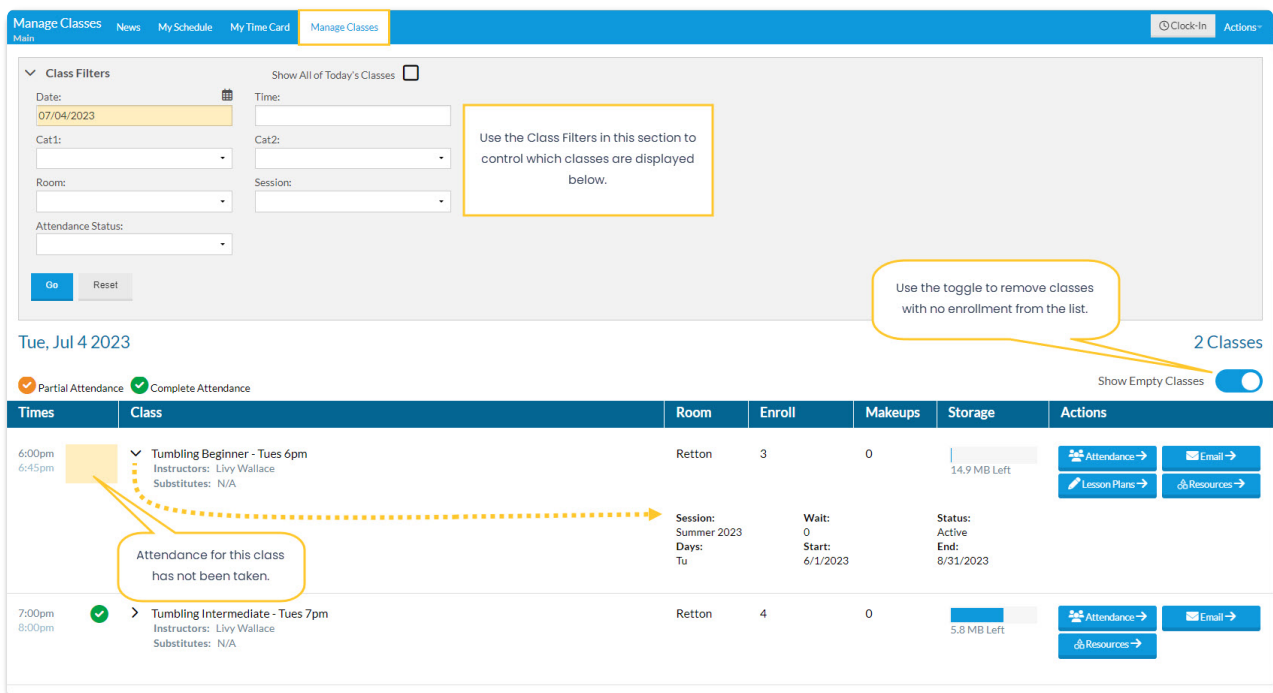 Manage Classes News My Schedule My Time Card Manage Classes Clock-In Actions
Main
Class Filters Show All of Today's Classes
Date: Time:
07/04/2023
Cat1: Cat2:
Room: Session:
Attendance Status:
Go Reset
Use the Class Filters in this section to
control which classes are displayed
below.
Use the toggle to remove classes
with no enrollment from the list.
Tue, Jul 4 2023 2 Classes
Partial Attendance Complete Attendance Show Empty Classes
Times Class Room Enroll Makeups Storage Actions
6:00pm Tumbling Beginner - Tues 6pm Retton 3 0 Attendance Email
6:45pm Instructors: Livy Wallace 14.9 MB Left
Substitutes: N/A Lesson Plans Resources
Session: Wait: Status:
Summer 2023 0 Active
Days: Start: End:
Tu 6/1/2023 8/31/2023
Attendance for this class
has not been taken.
7:00pm Tumbling Intermediate - Tues 7pm Retton 4 0 Attendance Email
8:00pm Instructors: Livy Wallace 5.8 MB Left
Substitutes: N/A Resources